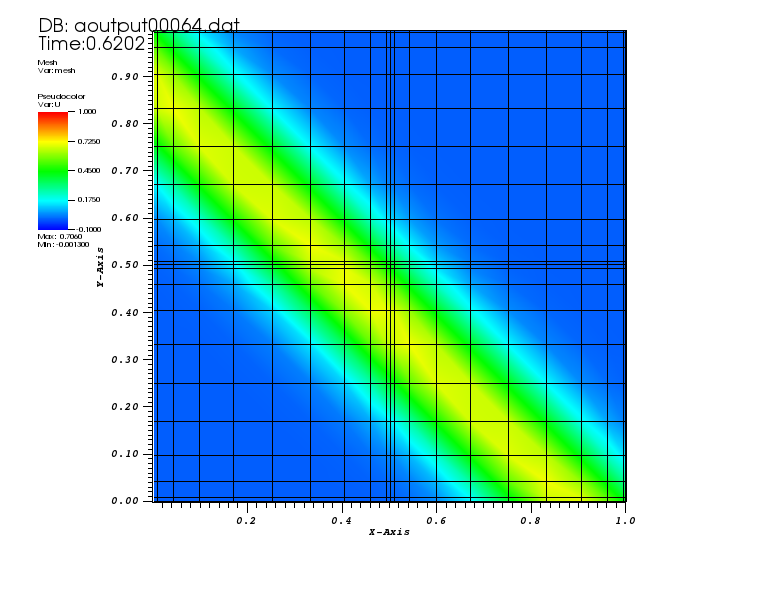 DB: aoutput00064.dat
Time:0.6202
Mesh
Var: mesh
Pseudocolor
Var: U
1.000
0.7250
0.4500
0.1750
-0.1000
Max: 0.7060
Min: -0.001300
Y-Axis
0.90
0.80
0.70
0.60
0.50
0.40
0.30
0.20
0.10
0.00
0.2
0.4
0.6
0.8
1.0
X-Axis